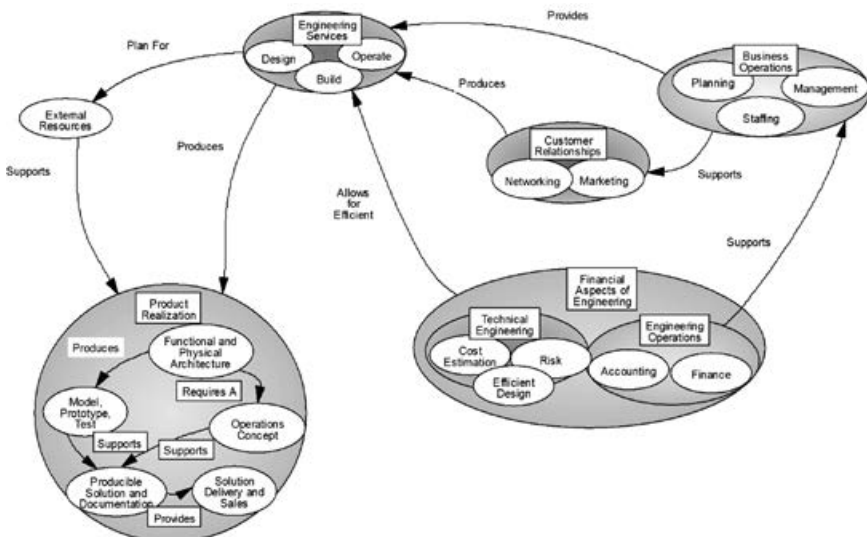 Provides
Engineering
Services
Design
Operate
Build
Plan For
Business
Operations
Planning
Management
Staffing
Produces
External
Resources
Customer
Relationships
Networking
Marketing
Produces
Supports
Supports
Allows
for
Efficient
Supports
Financial
Aspects of
Engineering
Product
Realization
Technical
Engineering
Engineering
Operations
Functional and
Physical
Architecture
Produces
Cost
Estimation
Risk
Accounting
Finance
Efficient
Design
Requires A
Model,
Prototype,
Test
Operations
Concept
Supports
Supports
Producible
Solution and
Documentation
Solution
Delivery and
Sales
Provides